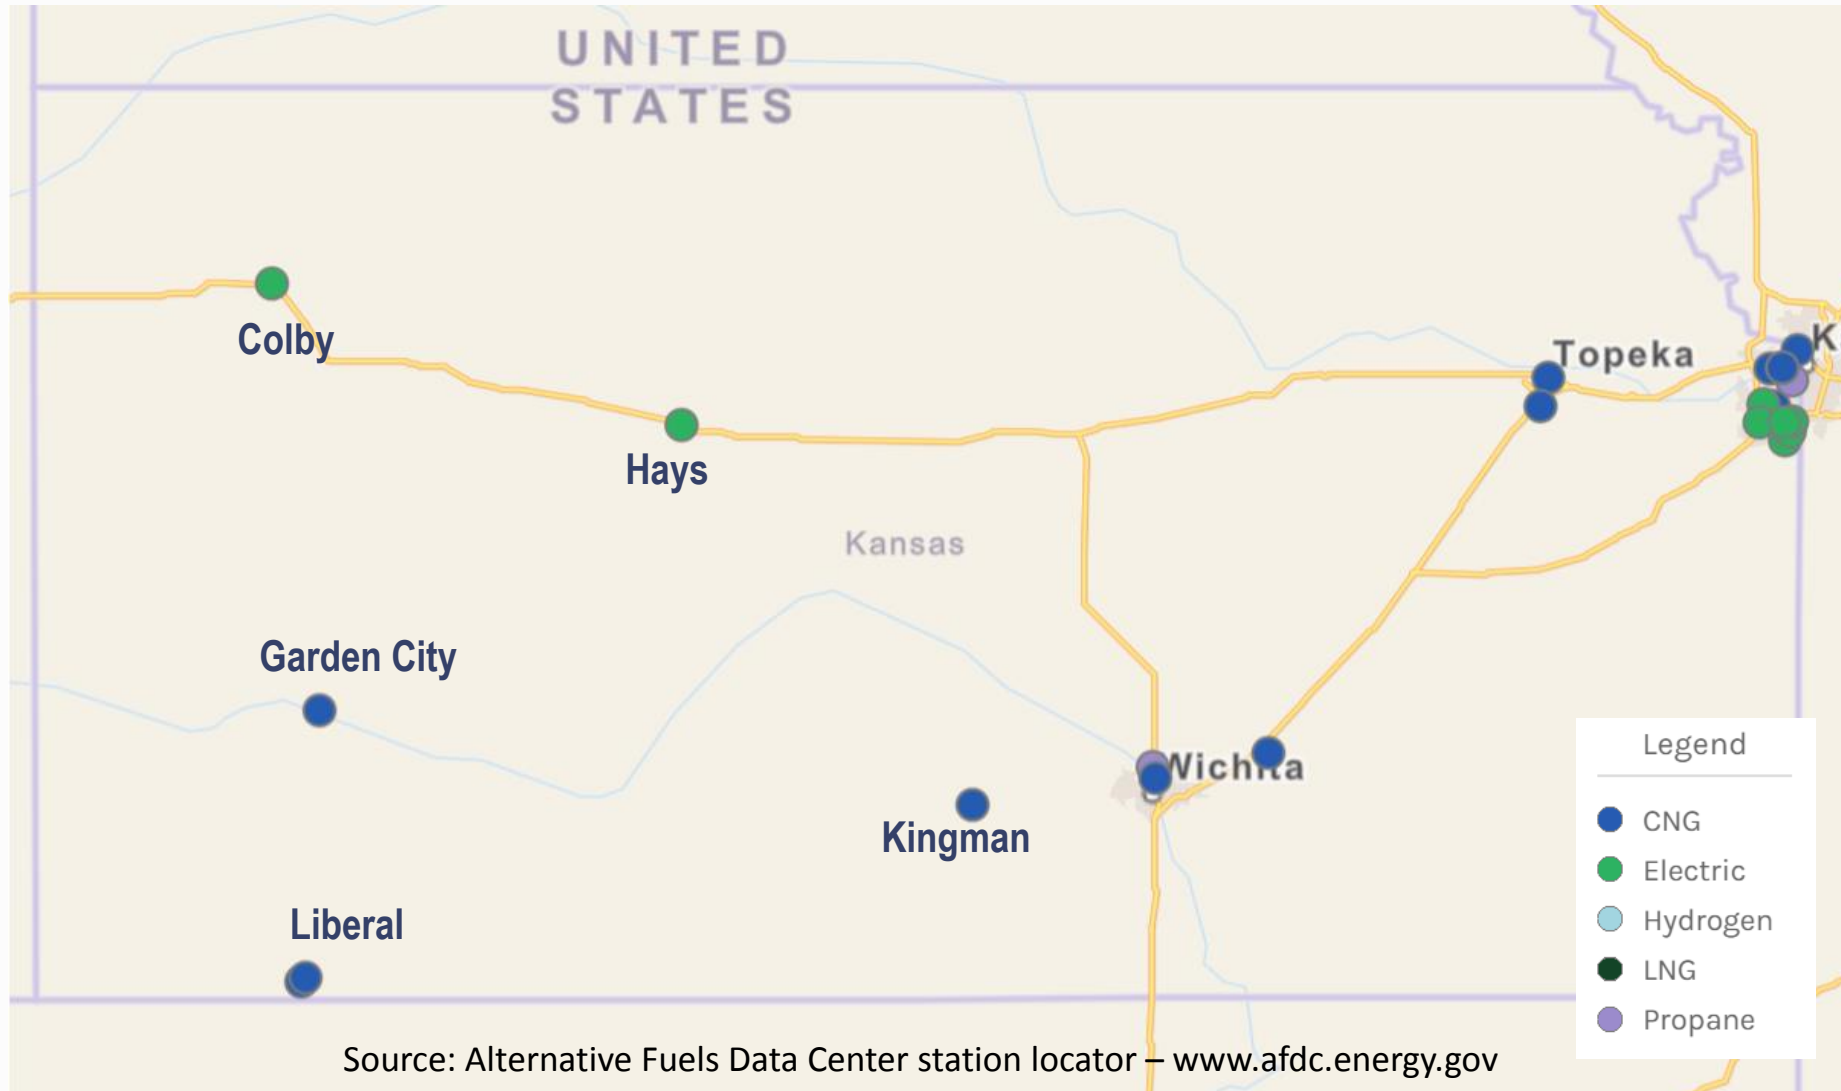 UNITED
STATES
Colby
Topeka
K
Hays
Kansas
Garden City
Wichita
Kingman
Liberal
Legend
CNG
Electric
Hydrogen
LNG
Propane
Source: Alternative Fuels Data Center station locator – www.afdc.energy.gov